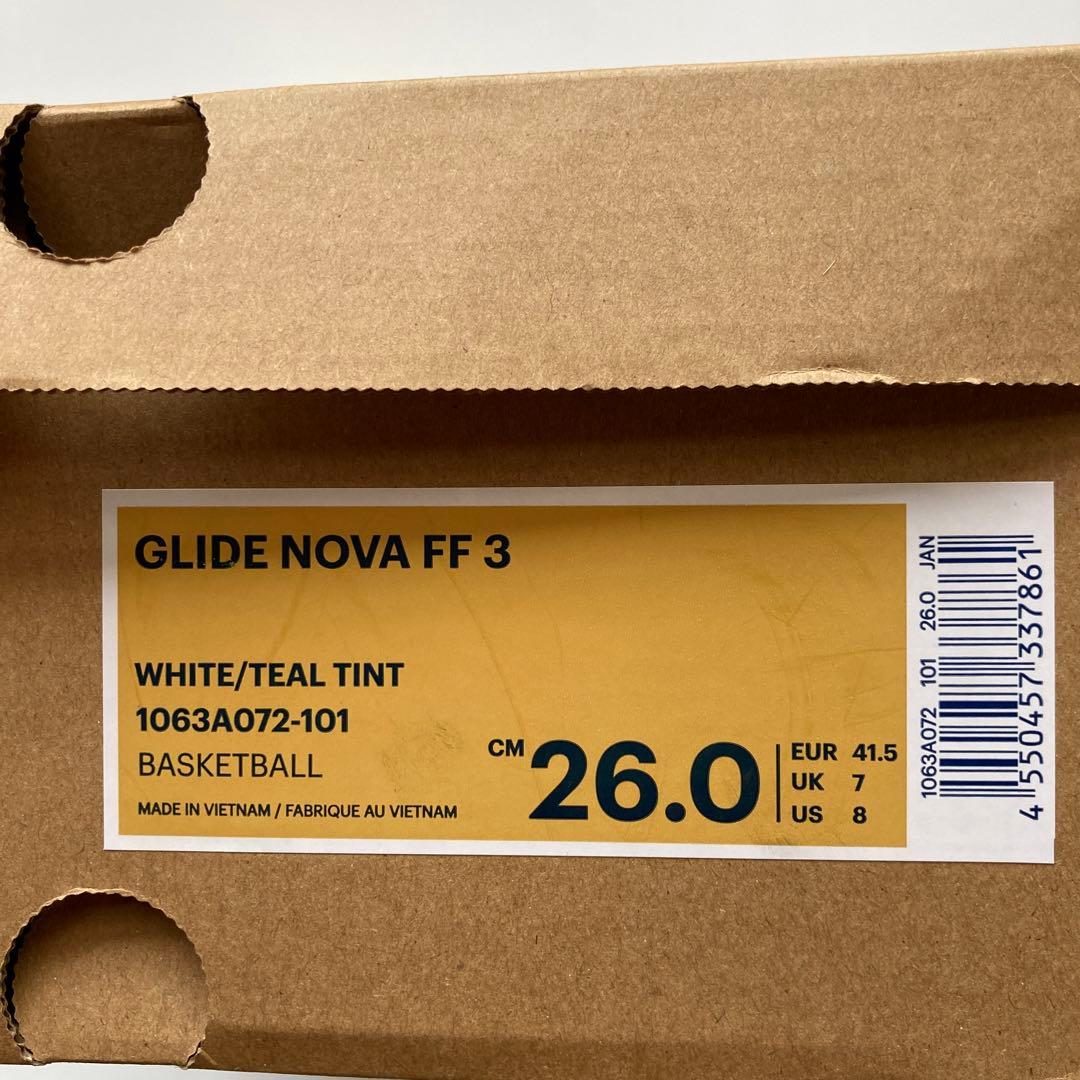 GLIDE NOVA FF 3
WHITE/TEAL TINT
1063A072-101
BASKETBALL
MADE IN VIETNAM / FABRIQUE AU VIETNAM
CM 26.0
EUR 41.5
UK 7
US 8
1063A072 101 26.0 JAN
4 550457 337861